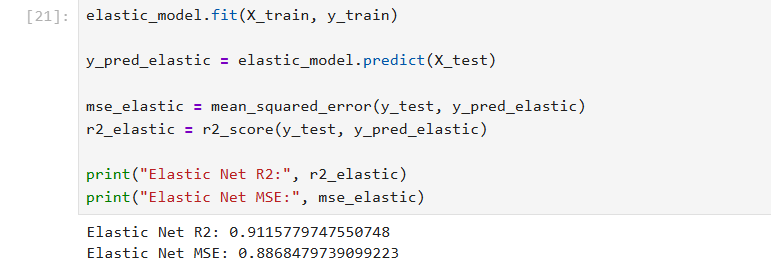 [21]: elastic_model.fit(X_train, y_train)
y_pred_elastic = elastic_model.predict(X_test)
mse_elastic = mean_squared_error(y_test, y_pred_elastic)
r2_elastic = r2_score(y_test, y_pred_elastic)
print("Elastic Net R2:", r2_elastic)
print("Elastic Net MSE:", mse_elastic)
Elastic Net R2: 0.9115779747550748
Elastic Net MSE: 0.8868479739099223